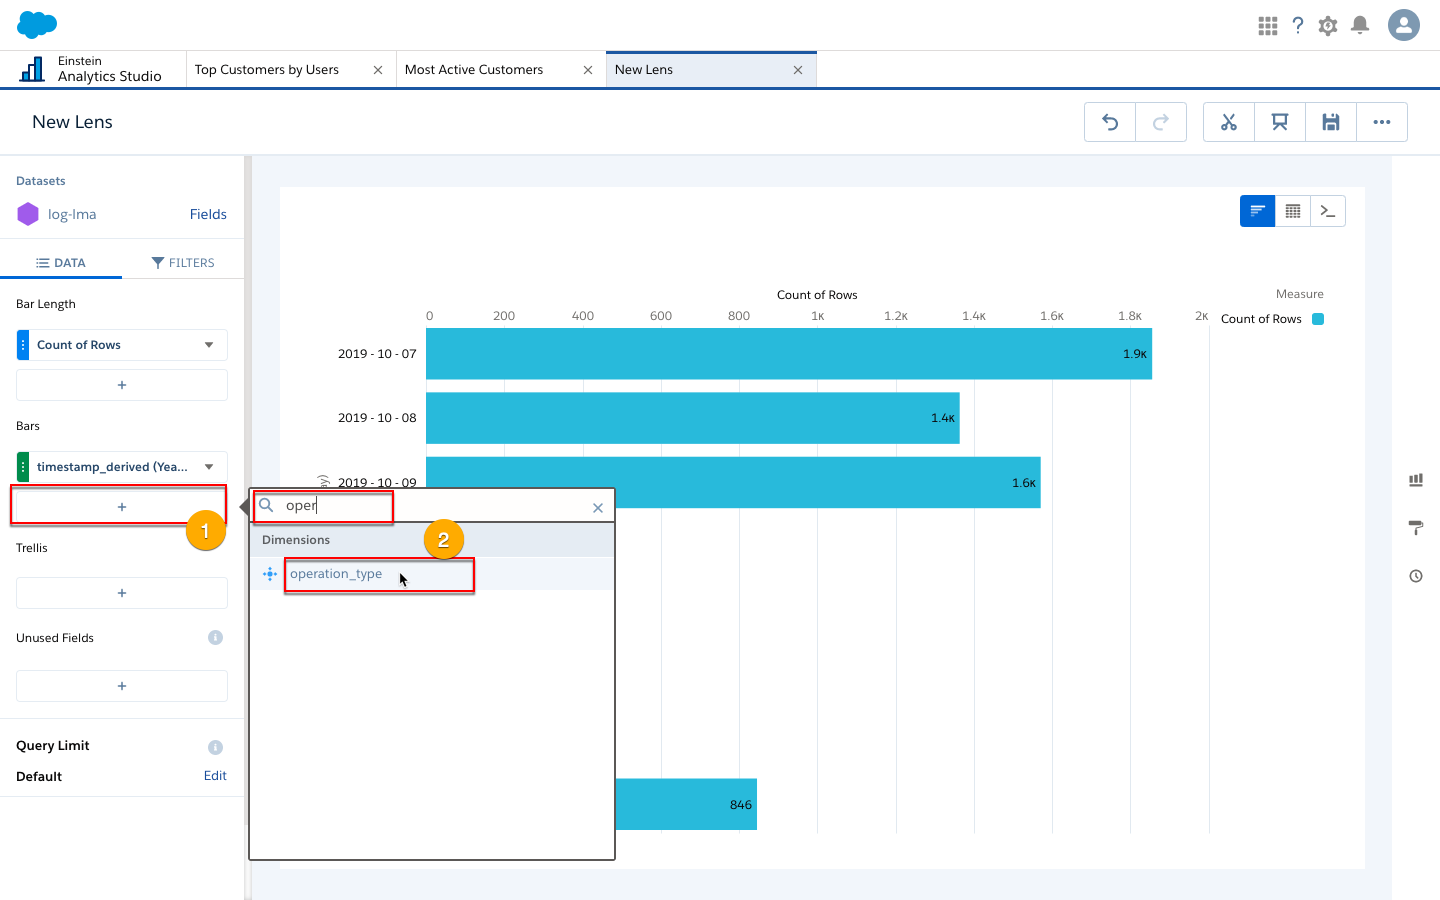 Einstein
Analytics Studio
Top Customers by Users
Most Active Customers
New Lens
New Lens
Datasets
log-lma
Fields
DATA
FILTERS
Bar Length
Count of Rows
+
Bars
timestamp_derived (Yea...
+
1
Trellis
+
Unused Fields
+
Query Limit
Default
Edit
oper
Dimensions
2
operation_type
Count of Rows
0 200 400 600 800 1K 1.2K 1.4K 1.6K 1.8K 2K
Measure
Count of Rows
2019 - 10 - 07
1.9K
2019 - 10 - 08
1.4K
2019 - 10 - 09
1.6K
ay)
846